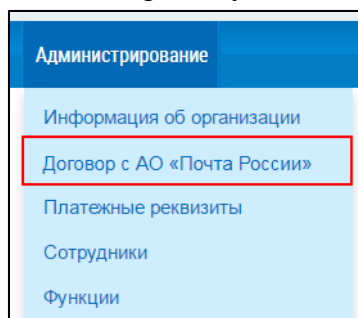 Администрирование
Информация об организации
Договор с АО «Почта России»
Платежные реквизиты
Сотрудники
Функции